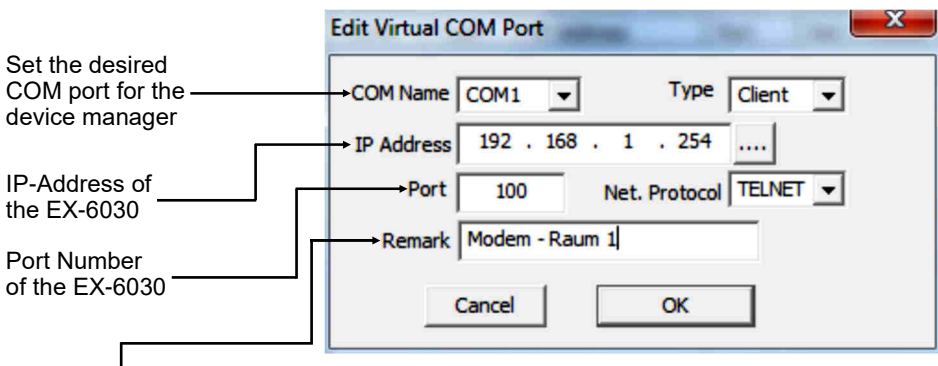 Edit Virtual COM Port
Set the desired
COM port for the
device manager
COM Name COM1 Type Client
IP Address 192 . 168 . 1 . 254 ....
IP-Address of
the EX-6030
Port 100 Net. Protocol TELNET
Remark Modem - Raum 1
Port Number
of the EX-6030
Cancel OK